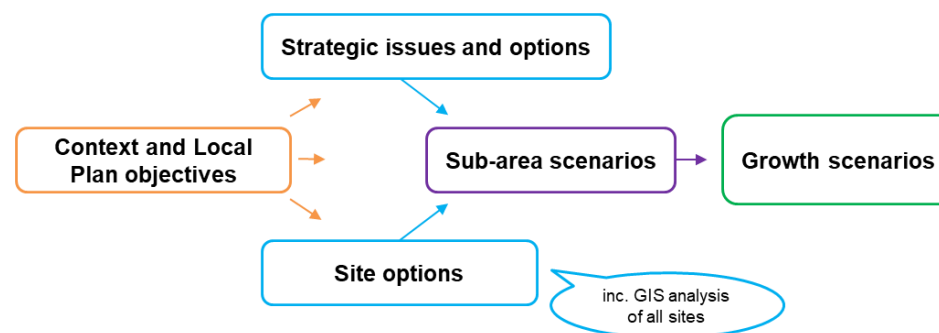 Strategic issues and options
Context and Local
Plan objectives
Sub-area scenarios
Growth scenarios
Site options
inc. GIS analysis
of all sites